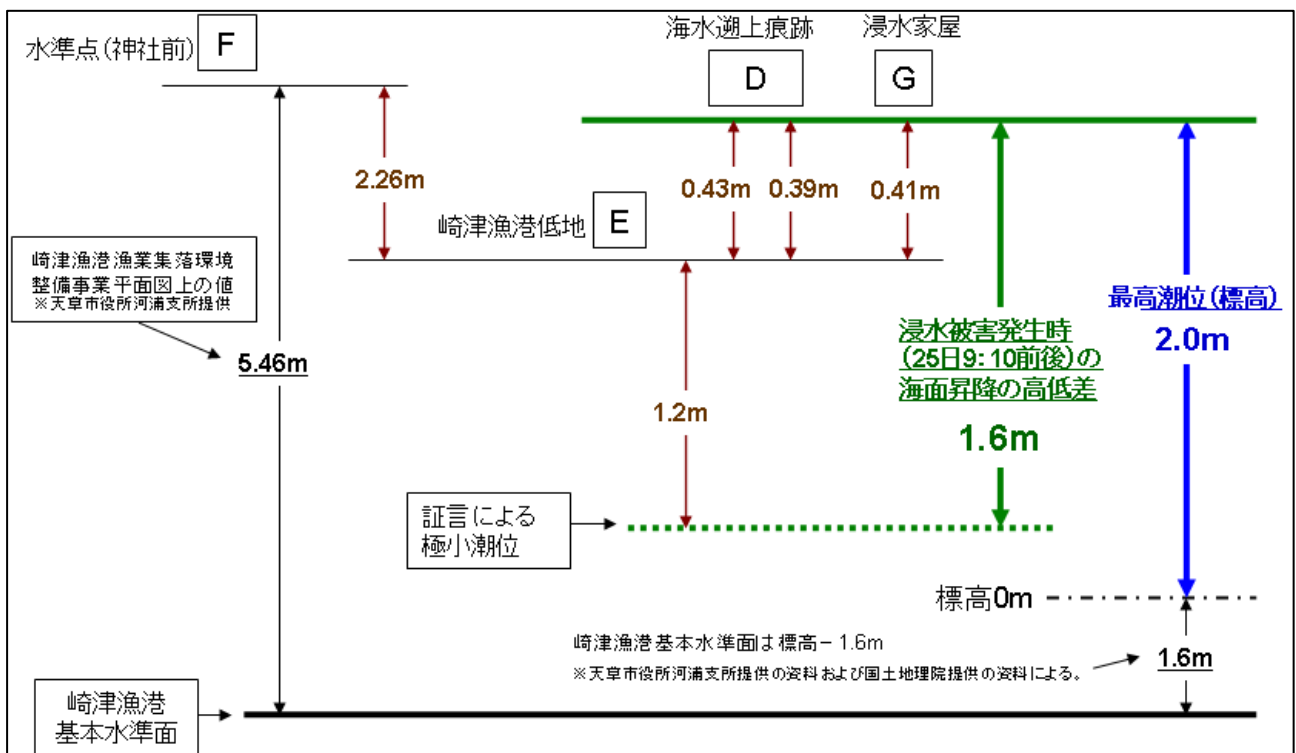 水準点(神社前)
F
海水遡上痕跡
D
浸水家屋
G
2.26m
0.43m
0.39m
0.41m
崎津漁港低地
E
崎津漁港漁業集落環境
整備事業平面図上の値
※天草市役所河浦支所提供
5.46m
1.2m
浸水被害発生時
(25日9:10前後)の
海面昇降の高低差
1.6m
最高潮位(標高)
2.0m
証言による
極小潮位
標高0m
崎津漁港基本水準面は標高-1.6m
※天草市役所河浦支所提供の資料および国土地理院提供の資料による。
1.6m
崎津漁港
基本水準面